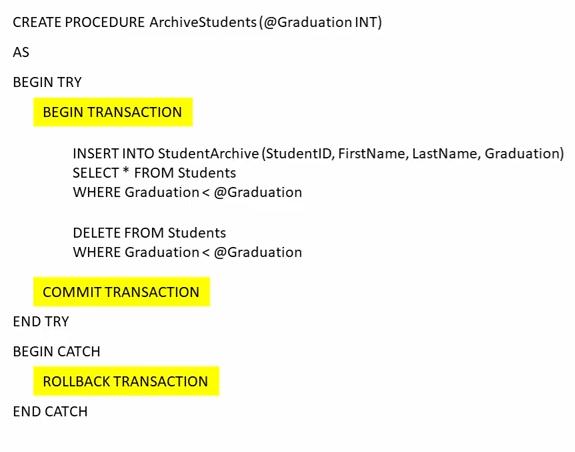 CREATE PROCEDURE ArchiveStudents (@Graduation INT)
AS
BEGIN TRY
BEGIN TRANSACTION
INSERT INTO StudentArchive (StudentID, FirstName, LastName, Graduation)
SELECT * FROM Students
WHERE Graduation < @Graduation
DELETE FROM Students
WHERE Graduation < @Graduation
COMMIT TRANSACTION
END TRY
BEGIN CATCH
ROLLBACK TRANSACTION
END CATCH